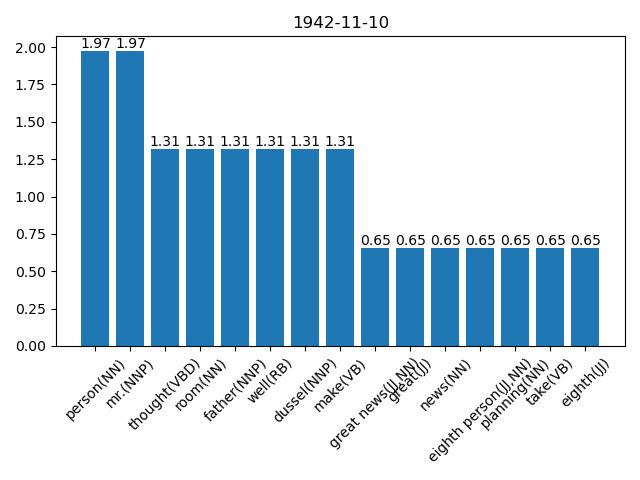 1942-11-10
2.00
1.75
1.50
1.25
1.00
0.75
0.50
0.25
0.00
1.97 1.97 1.31 1.31 1.31 1.31 1.31 1.31 0.65 0.65 0.65 0.65 0.65 0.65 0.65
person(NN)
mr.(NNP)
thought(VBD)
room(NN)
father(NNP)
well(RB)
dussel(NNP)
make(VB)
great news(JJ,NN)
great(JJ)
news(NN)
eighth person(JJ,NN)
planning(NN)
take(VB)
eighth(JJ)